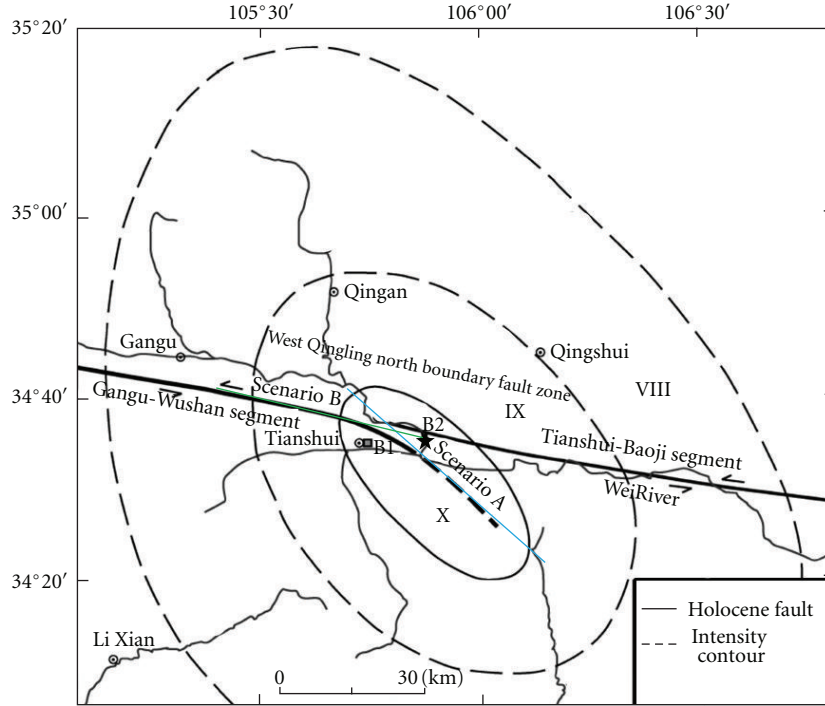 105°30′
106°00′
106°30′
35°20′
35°00′
34°40′
34°20′
Qingan
Gangu
Qingshui
West Qingling north boundary fault zone
VIII
IX
Scenario B
Gangu-Wushan segment
B2
Tianshui
B1
Scenario A
Tianshui-Baoji segment
WeiRiver
X
Li Xian
0
30 (km)
Holocene fault
Intensity
contour